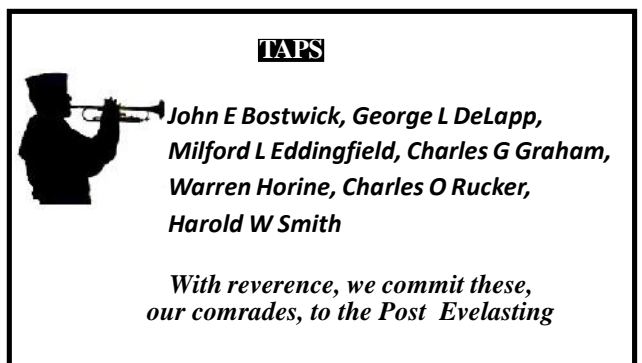 TAPS
John E Bostwick, George L DeLapp,
Milford L Eddingfield, Charles G Graham,
Warren Horine, Charles O Rucker,
Harold W Smith
With reverence, we commit these,
our comrades, to the Post Evelasting